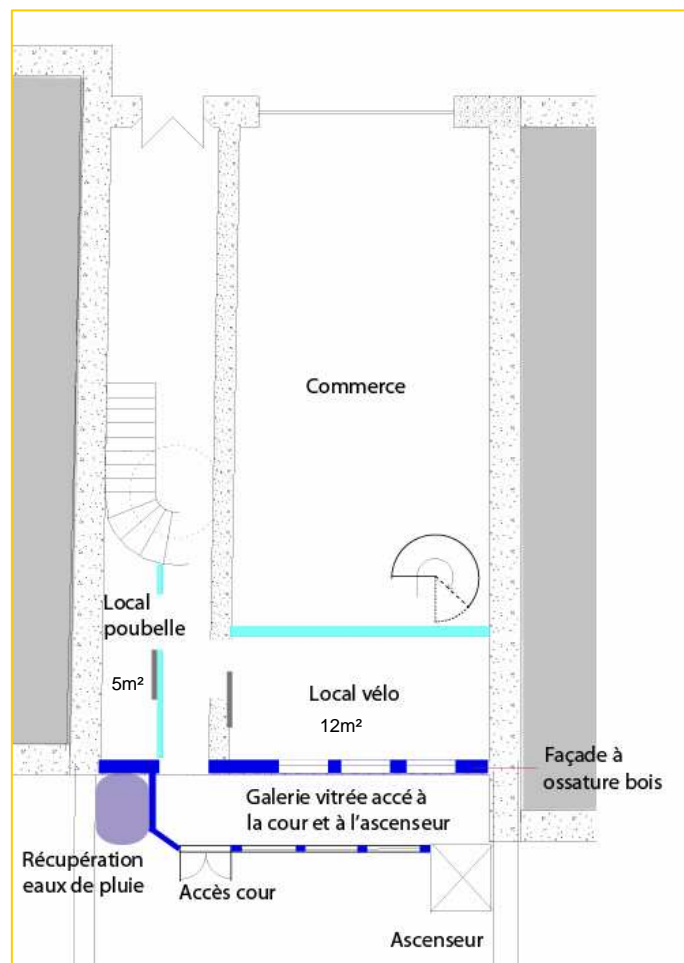 Commerce
Local
poubelle
5m²
Local vélo
12m²
Façade à
ossature bois
Galerie vitrée accé à
la cour et à l'ascenseur
Récupération
eaux de pluie
Accès cour
Ascenseur